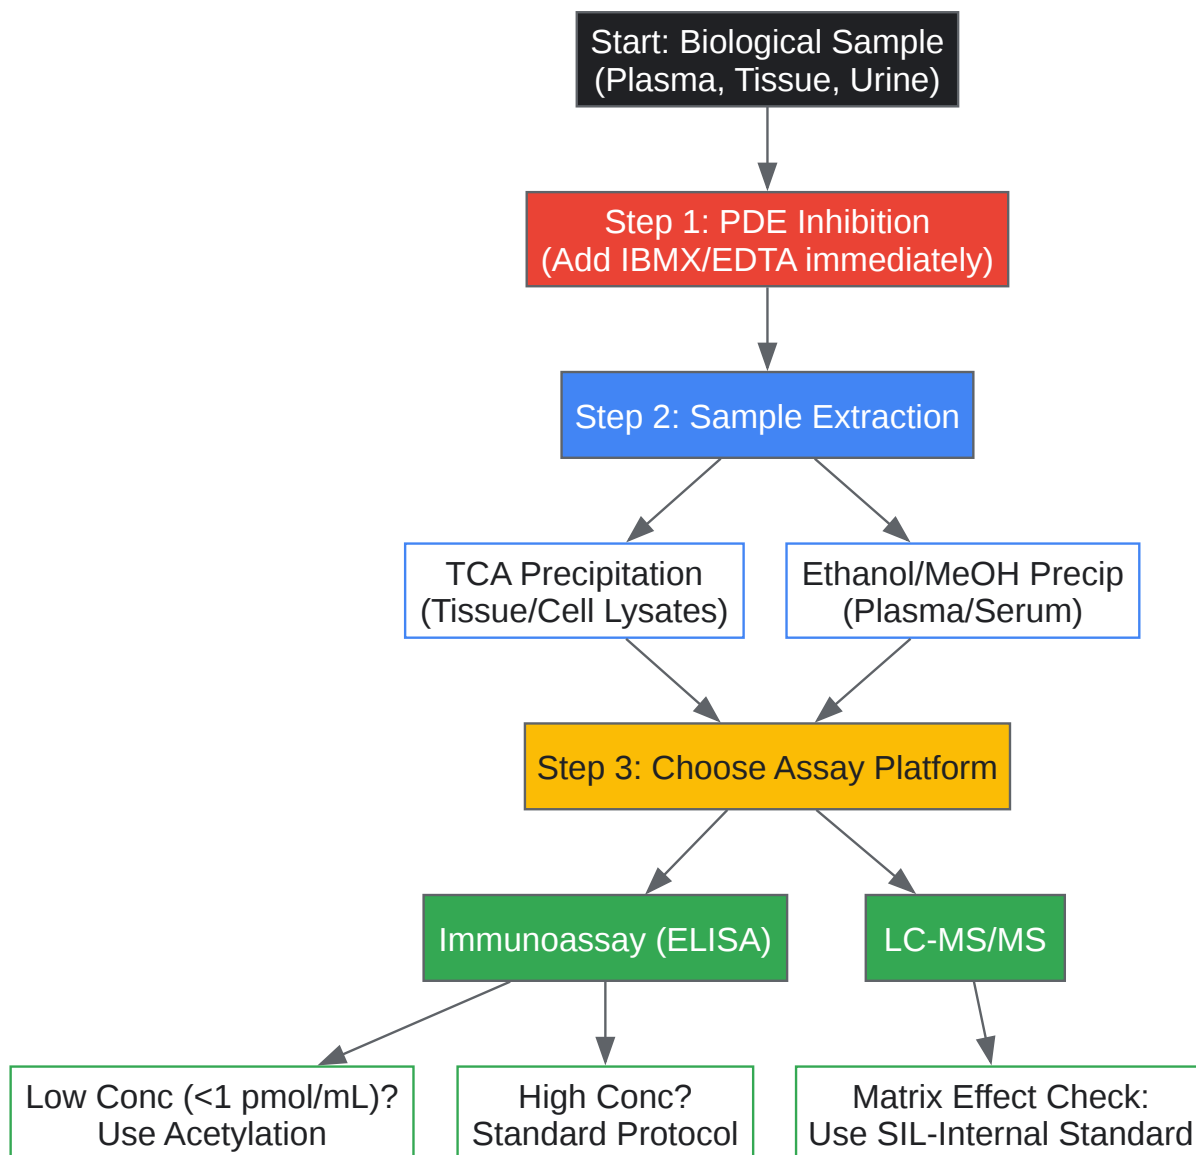 Start: Biological Sample
(Plasma, Tissue, Urine)
Step 1: PDE Inhibition
(Add IBMX/EDTA immediately)
Step 2: Sample Extraction
TCA Precipitation
(Tissue/Cell Lysates)
Ethanol/MeOH Precip
(Plasma/Serum)
Step 3: Choose Assay Platform
Immunoassay (ELISA)
LC-MS/MS
Low Conc (<1 pmol/mL)?
Use Acetylation
High Conc?
Standard Protocol
Matrix Effect Check:
Use SIL-Internal Standard